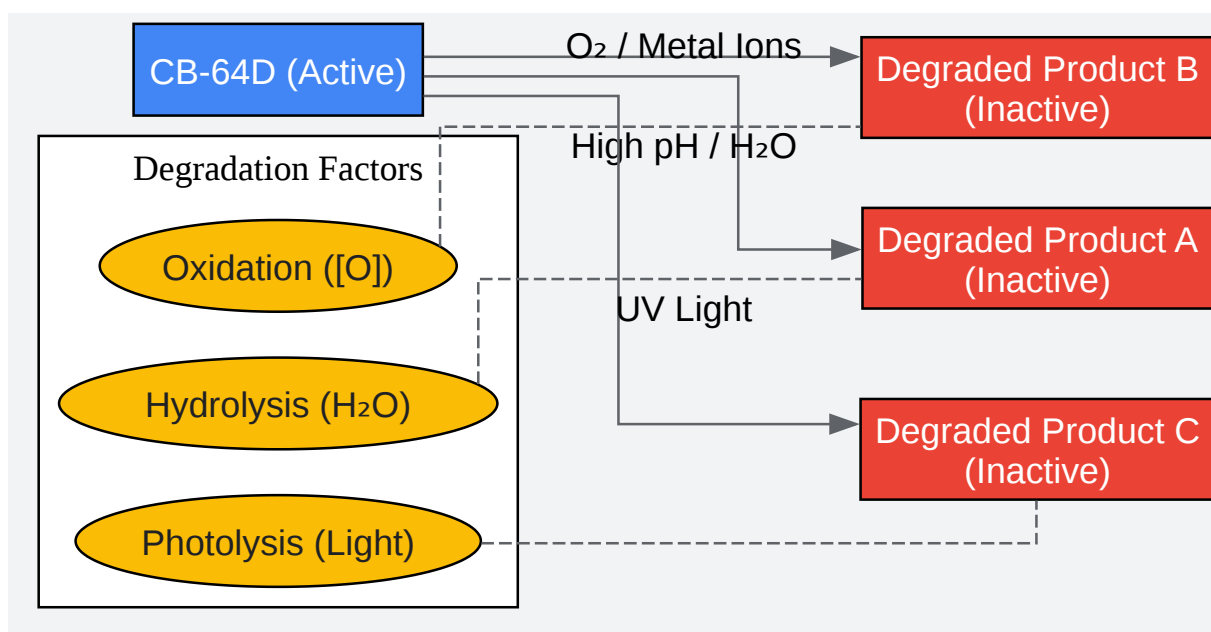 CB-64D (Active)
O₂ / Metal Ions
Degraded Product B
(Inactive)
High pH / H₂O
Degradation Factors
Oxidation ([O])
Degraded Product A
(Inactive)
UV Light
Hydrolysis (H₂O)
Degraded Product C
(Inactive)
Photolysis (Light)